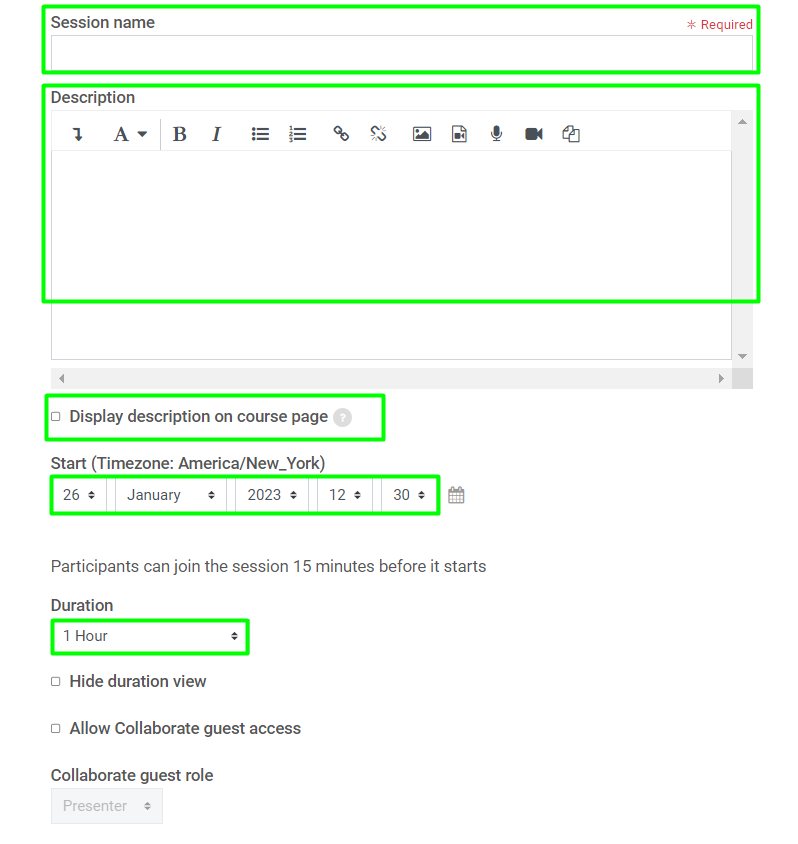 Session name
Required
Description
A B I
Display description on course page ?
Start (Timezone: America/New_York)
26 January 2023 12 30
Participants can join the session 15 minutes before it starts
Duration
1 Hour
Hide duration view
Allow Collaborate guest access
Collaborate guest role
Presenter